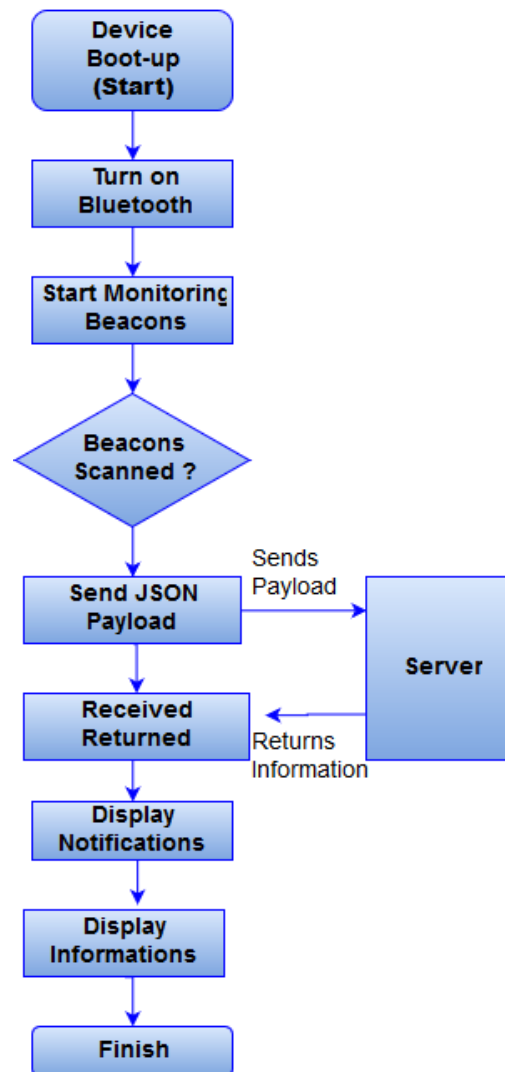 Device
Boot-up
(Start)
Turn on
Bluetooth
Start Monitoring
Beacons
Beacons
Scanned ?
Send JSON
Payload
Sends
Payload
Server
Received
Returned
Returns
Information
Display
Notifications
Display
Informations
Finish